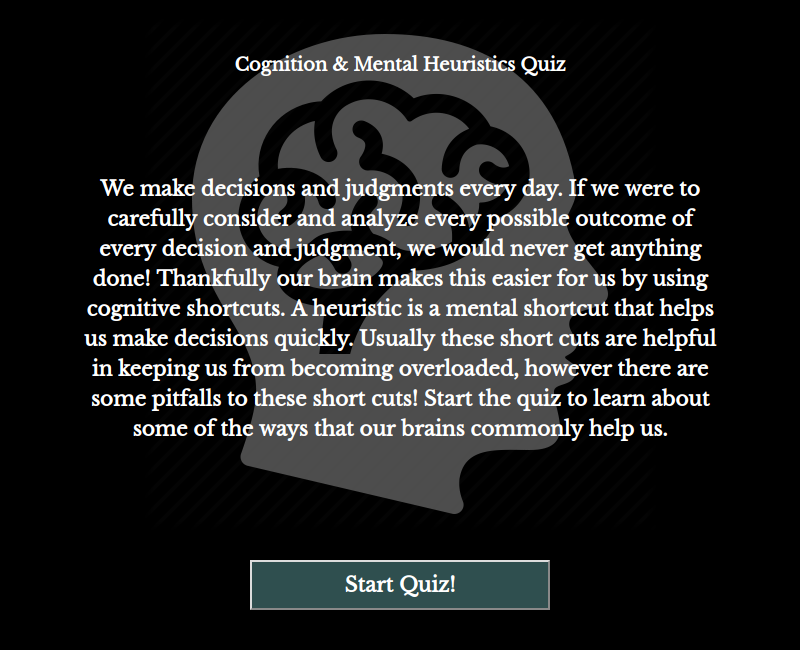 Cognition & Mental Heuristics Quiz
We make decisions and judgments every day. If we were to
carefully consider and analyze every possible outcome of
every decision and judgment, we would never get anything
done! Thankfully our brain makes this easier for us by using
cognitive shortcuts. A heuristic is a mental shortcut that helps
us make decisions quickly. Usually these short cuts are helpful
in keeping us from becoming overloaded, however there are
some pitfalls to these short cuts! Start the quiz to learn about
some of the ways that our brains commonly help us.
Start Quiz!